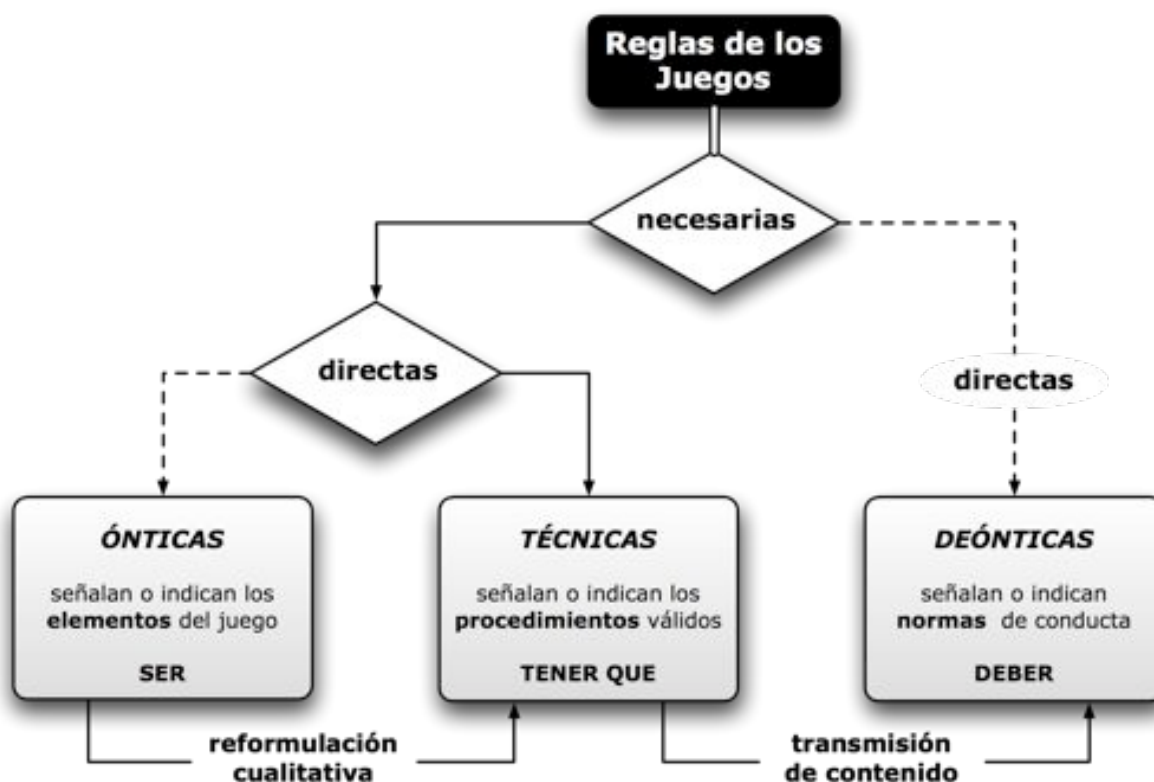 Reglas de los
Juegos
necesarias
directas
directas
ÓNTICAS
señalan o indican los
elementos del juego
SER
TÉCNICAS
señalan o indican los
procedimientos válidos
TENER QUE
DEÓNTICAS
señalan o indican
normas de conducta
DEBER
reformulación
cualitativa
transmisión
de contenido